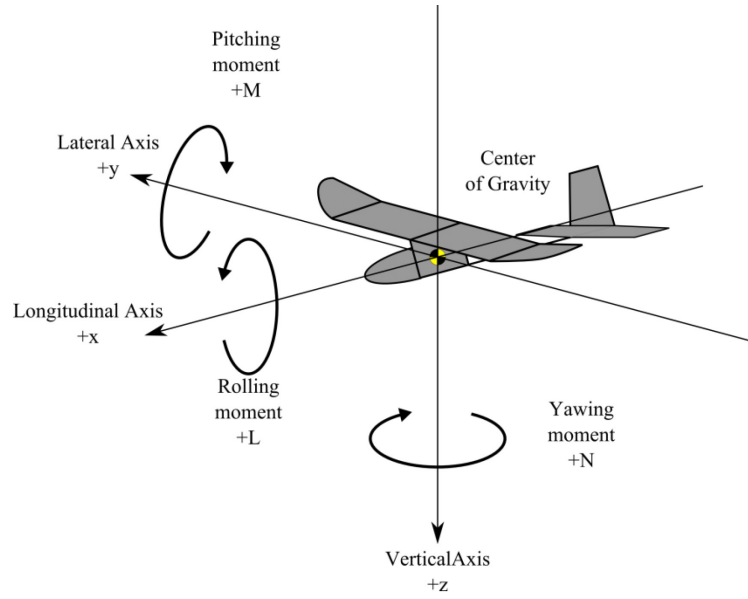 Pitching
moment
+M
Lateral Axis
+y
Center
of Gravity
Longitudinal Axis
+x
Rolling
moment
+L
Yawing
moment
+N
VerticalAxis
+z